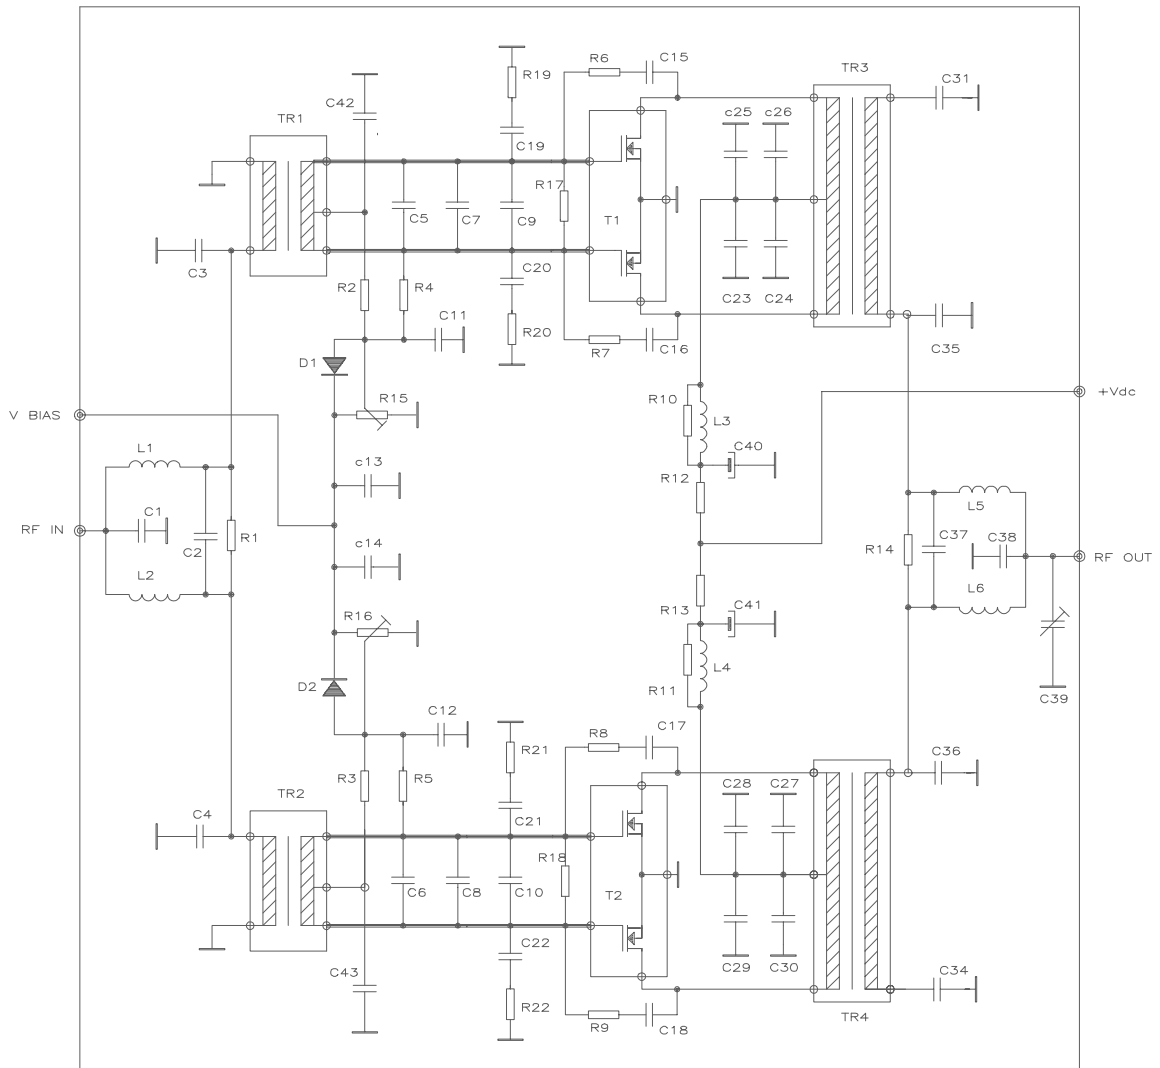 R6
C15
TR3
C31
R19
C42
TR1
C19
c25
c26
R17
C5
C7
C9
T1
C3
C20
R2
R4
C23
C24
C11
R20
R7
C16
C35
D1
R15
R10
+Vdc
V BIAS
L3
C40
L1
c13
R12
L5
C1
RF IN
C2
R1
c14
R14
C37
C38
RF OUT
L2
R13
C41
L6
R16
L4
D2
R11
C39
C12
C17
R21
R8
C36
R3
R5
TR2
C28
C27
C4
C21
R18
C6
C8
C10
T2
C22
C43
C29
C30
C34
R22
R9
C18
TR4